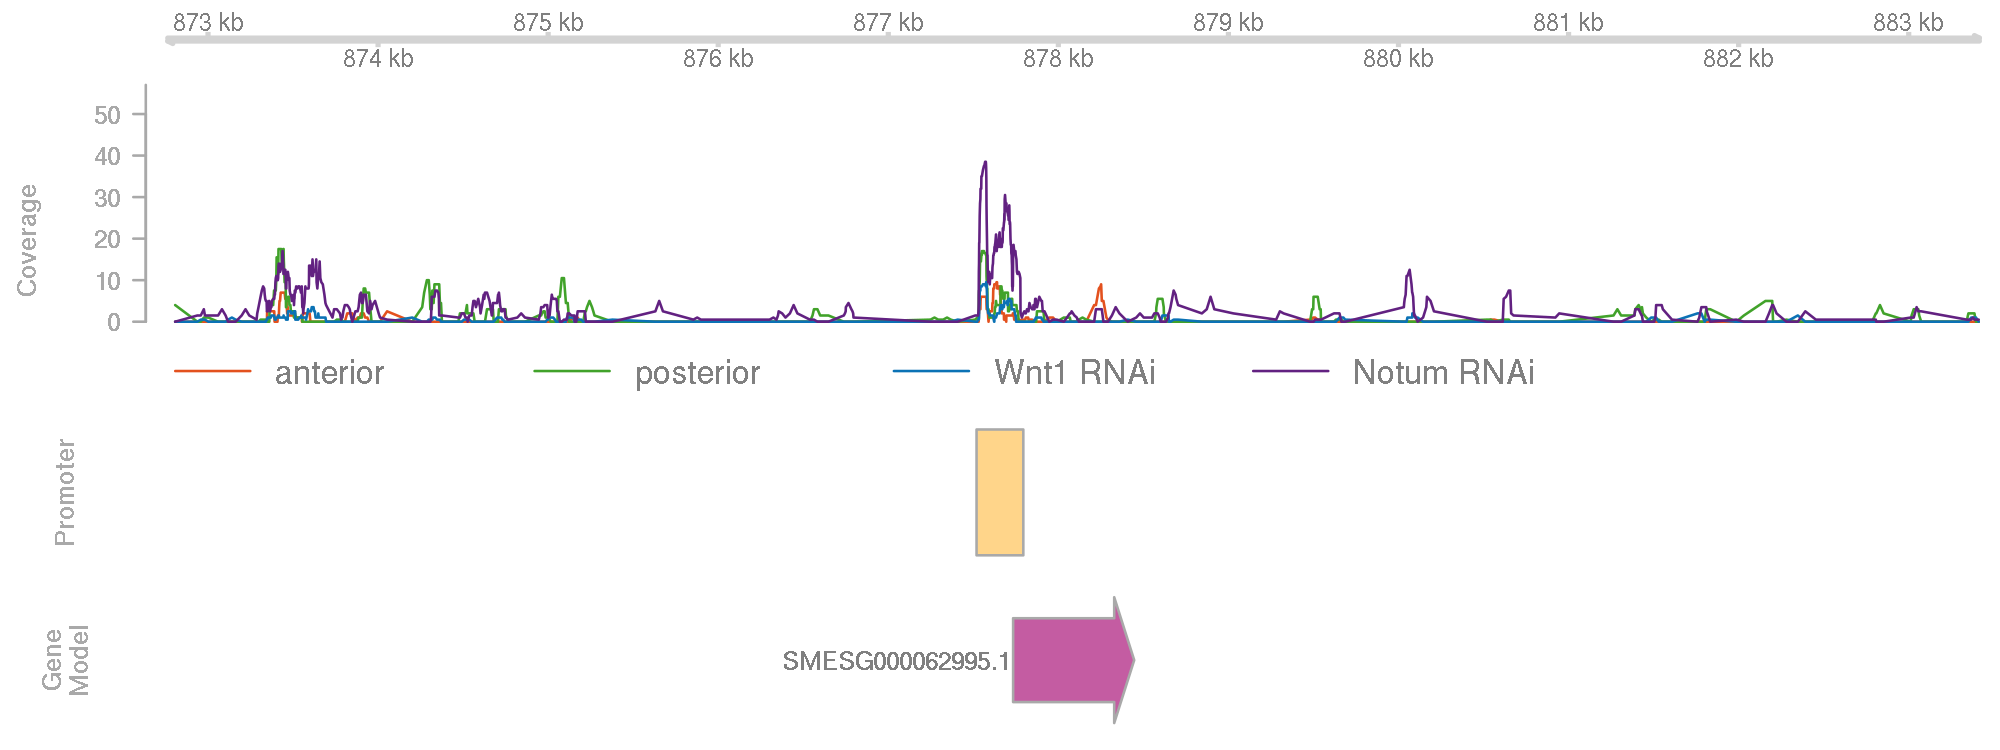 873 kb 875 kb 877 kb 879 kb 881 kb 883 kb
874 kb 876 kb 878 kb 880 kb 882 kb
Coverage
50
40
30
20
10
0
anterior posterior Wnt1 RNAi Notum RNAi
Promoter
Gene
Model
SMESG000062995.1